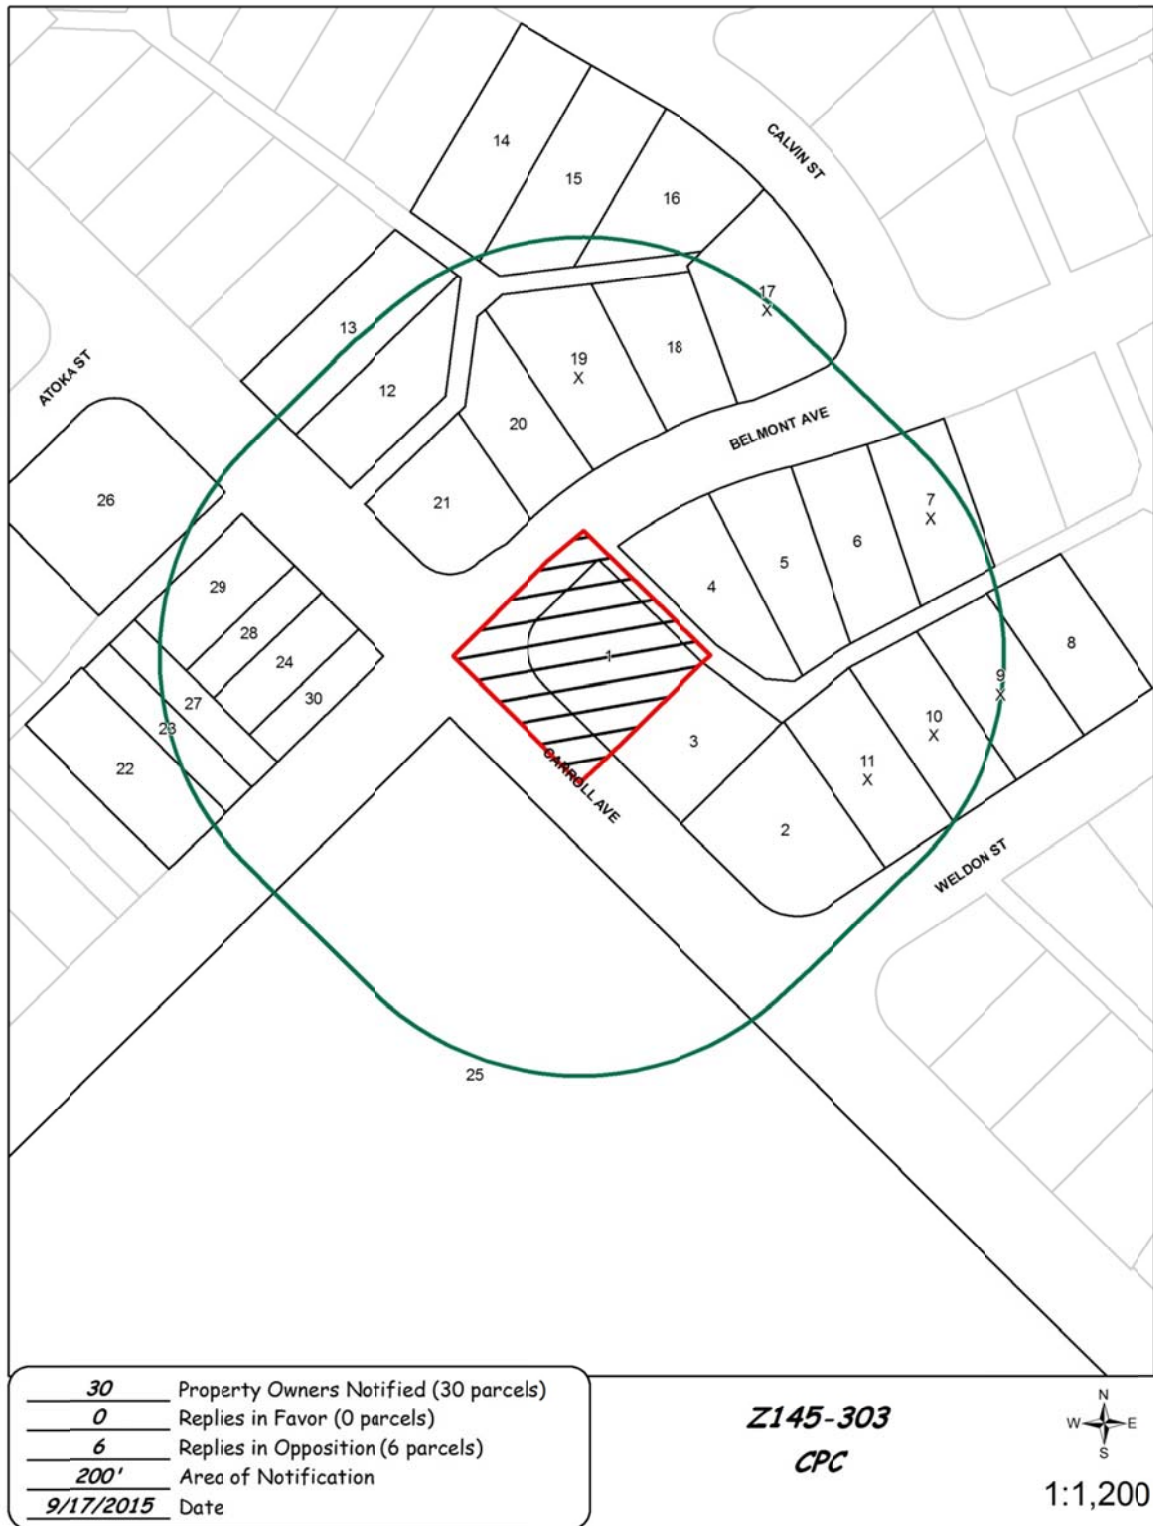 CALVIN ST
14
15
16
17
X
13
ATOKA ST
18
19
X
12
BELMONT AVE
20
26
21
7
X
6
5
29
4
28
8
24
1
9
X
30
27
10
X
23
3
22
11
X
CARROLL AVE
2
WELDON ST
25
30 Property Owners Notified (30 parcels)
0 Replies in Favor (0 parcels)
6 Replies in Opposition (6 parcels)
200' Area of Notification
9/17/2015 Date
Z145-303
CPC
N
W E
S
1:1,200